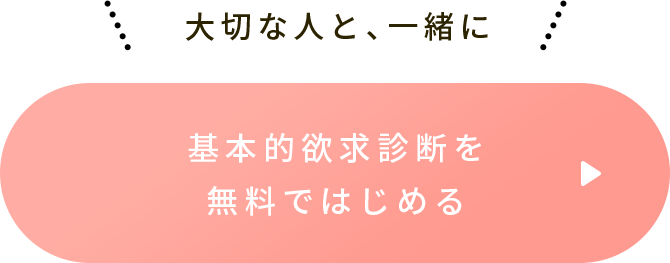 大切な人と、一緒に
基本的欲求診断を
無料ではじめる